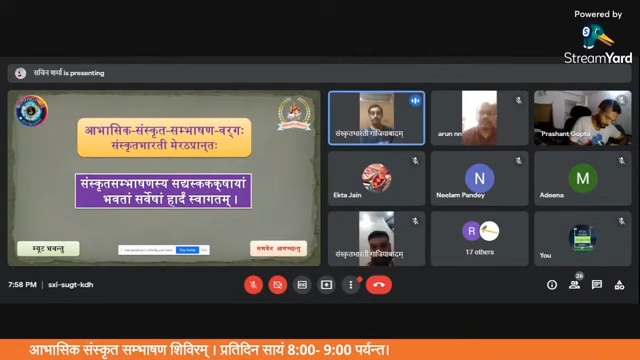 Powered by
StreamYard
सचिन शर्मा is presenting
आभासिक-संस्कृत-सम्भाषण-वर्गः
संस्कृतभारती मेरठप्रान्तः
संस्कृतसम्भाषणस्य सद्यस्कककृषायां
भवतां सर्वेषां हार्दं स्वागतम् ।
म्यूट भवन्तु
समयेन आगच्छन्तु
संस्कृतभारती गाजियाबादम्
arun nn
Prashant Gupta
Ekta Jain
N
Neelam Pandey
M
Adeena
संस्कृतभारती गाजियाबादम्
R
17 others
You
7:58 PM | sxi-sugt-kdh
26
आभासिक संस्कृत सम्भाषण शिविरम् । प्रतिदिन सायं 8:00- 9:00 पर्यन्त।